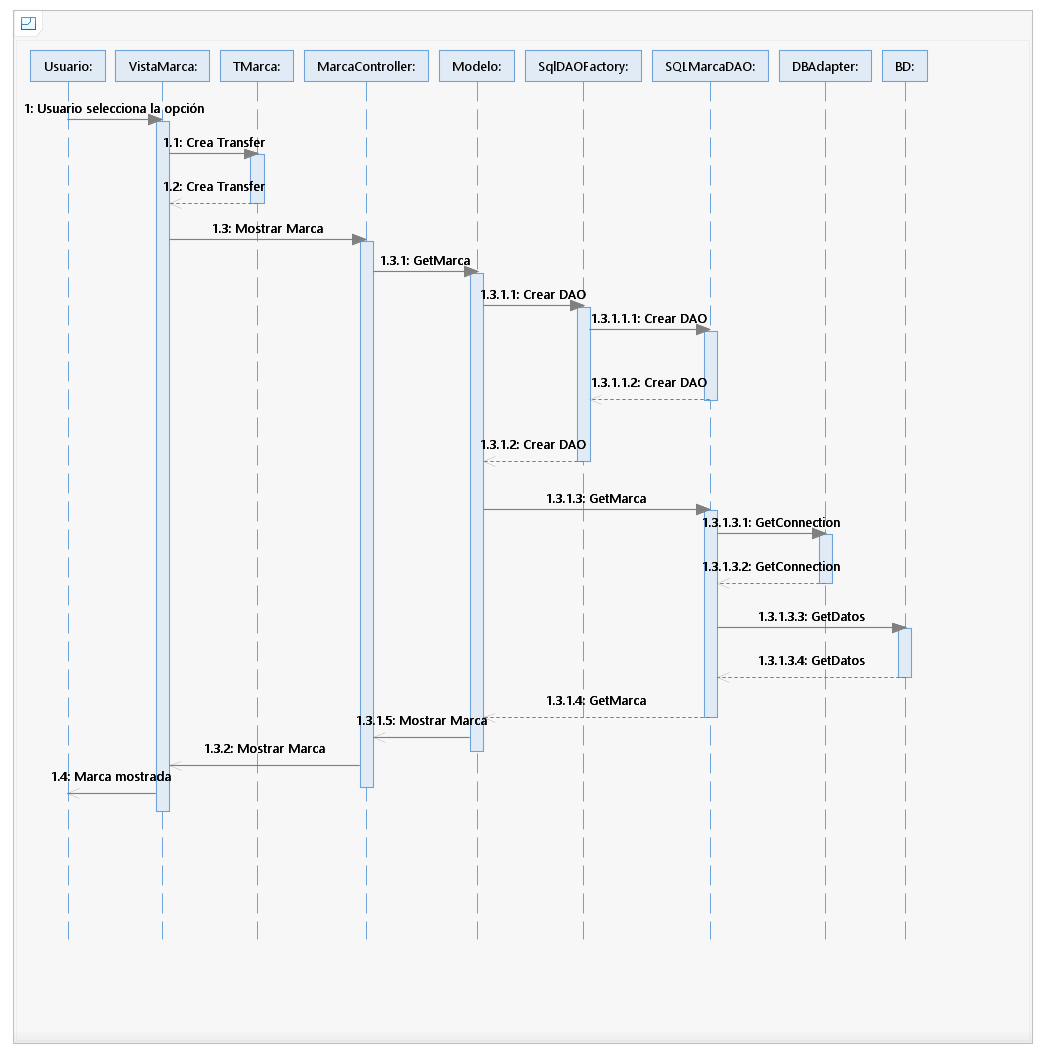 Usuario:
VistaMarca:
TMarca:
MarcaController:
Modelo:
SqlDAOFactory:
SQLMarcaDAO:
DBAdapter:
BD:
1: Usuario selecciona la opción
1.1: Crea Transfer
1.2: Crea Transfer
1.3: Mostrar Marca
1.3.1: GetMarca
1.3.1.1: Crear DAO
1.3.1.1.1: Crear DAO
1.3.1.1.2: Crear DAO
1.3.1.2: Crear DAO
1.3.1.3: GetMarca
1.3.1.3.1: GetConnection
1.3.1.3.2: GetConnection
1.3.1.3.3: GetDatos
1.3.1.3.4: GetDatos
1.3.1.4: GetMarca
1.3.1.5: Mostrar Marca
1.3.2: Mostrar Marca
1.4: Marca mostrada